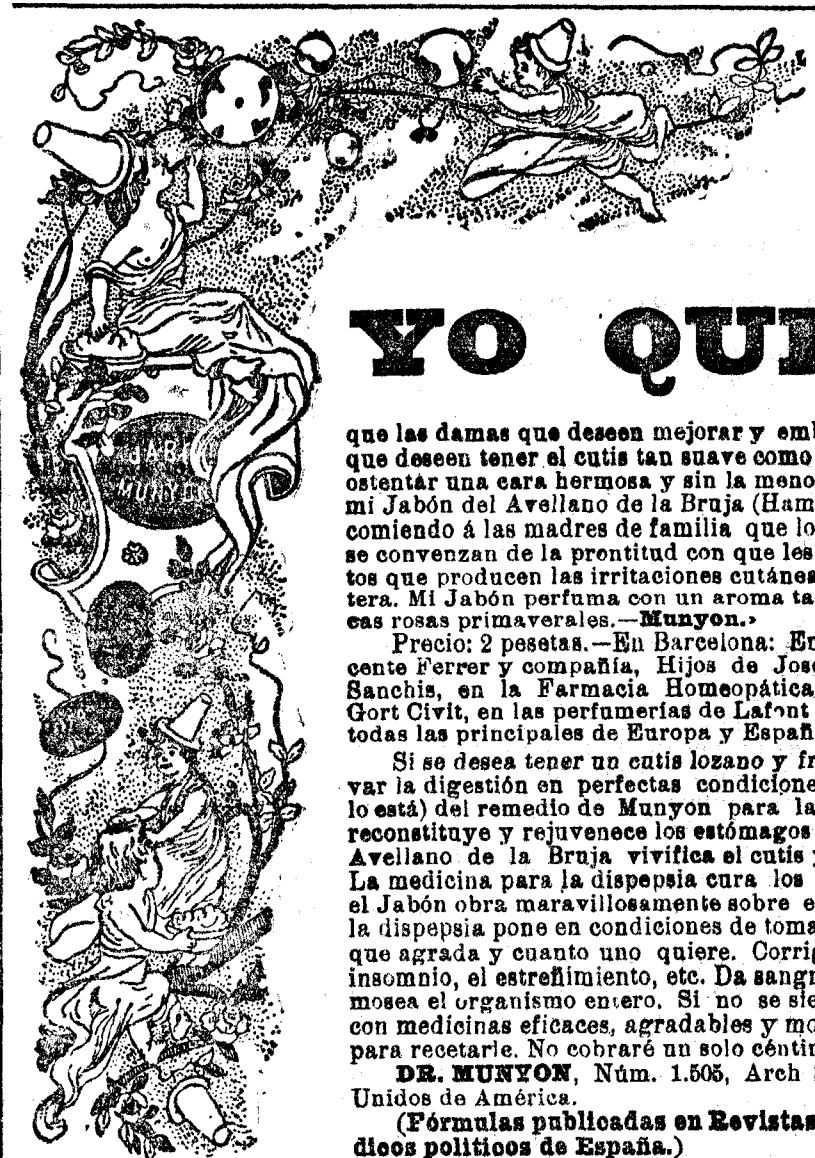 YO QUI
JABÓ
MUNYON
que las damas que deseen mejorar y emb
que deseen tener el cutis tan suave como
ostentar una cara hermosa y sin la meno
mi Jabón del Avellano de la Bruja (Ham
comiendo á las madres de familia que lo
se convenzan de la prontitud con que les
tos que producen las irritaciones cutánea
tera. Mi Jabón perfuma con un aroma ta
cas rosas primaverales.—Munyon.»
Precio: 2 pesetas.—En Barcelona: En
cente Ferrer y compañía, Hijos de José
Sanchis, en la Farmacia Homeopática,
Gort Civit, en las perfumerías de Lafont
todas las principales de Europa y Españ
Si se desea tener un cutis lozano y fr
var la digestión en perfectas condicione
lo está) del remedio de Munyon para la
reconstituye y rejuvenece los estómagos
Avellano de la Bruja vivifica el cutis y
La medicina para la dispepsia cura los
el Jabón obra maravillosamente sobre e
la dispepsia pone en condiciones de toma
que agrada y cuanto uno quiere. Corrig
insomnio, el estreñimiento, etc. Da sangr
mosea el organismo entero. Si no se sie
con medicinas eficaces, agradables y mo
para recetarle. No cobraré un solo céntim
DR. MUNYON, Núm. 1.505, Arch
Unidos de América.
(Fórmulas publicadas en Revistas
dicos políticos de España.)